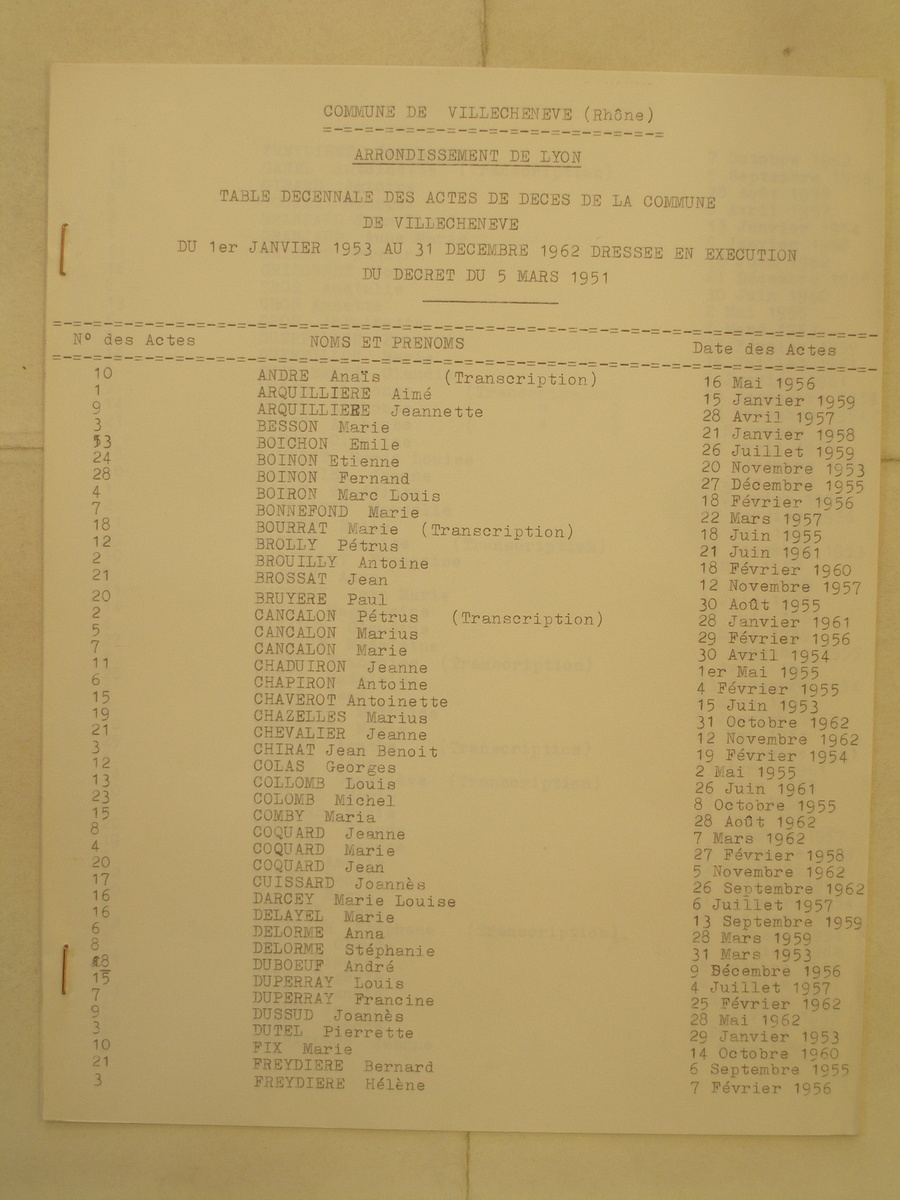 COMMUNE DE VILLECHENEVE (Rhône)
ARRONDISSEMENT DE LYON
TABLE DECENNALE DES ACTES DE DECES DE LA COMMUNE
DE VILLECHENEVE
DU 1er JANVIER 1953 AU 31 DECEMBRE 1962 DRESSEE EN EXECUTION
DU DECRET DU 5 MARS 1951
N° des Actes NOMS ET PRENOMS Date des Actes
10 ANDRE Anaïs (Transcription) 16 Mai 1956
1 ARQUILLIERE Aimé 15 Janvier 1959
9 ARQUILLIERE Jeannette 28 Avril 1957
3 BESSON Marie 21 Janvier 1958
13 BOICHON Emile 26 Juillet 1959
24 BOINON Etienne 20 Novembre 1953
28 BOINON Fernand 27 Décembre 1955
4 BOIRON Marc Louis 18 Février 1956
7 BONNEFOND Marie 22 Mars 1957
18 BOURRAT Marie (Transcription) 18 Juin 1955
12 BROLLY Pétrus 21 Juin 1961
2 BROUILLY Antoine 18 Février 1960
21 BROSSAT Jean 12 Novembre 1957
20 BRUYERE Paul 30 Août 1955
2 CANCALON Pétrus (Transcription) 28 Janvier 1961
5 CANCALON Marius 29 Février 1956
7 CANCALON Marie 30 Avril 1954
11 CHADUIRON Jeanne 1er Mai 1955
6 CHAPIRON Antoine 4 Février 1955
15 CHAVEROT Antoinette 15 Juin 1953
19 CHAZELLES Marius 31 Octobre 1962
21 CHEVALIER Jeanne 12 Novembre 1962
3 CHIRAT Jean Benoit 19 Février 1954
12 COLAS Georges 2 Mai 1955
13 COLLOMB Louis 26 Juin 1961
23 COLOMB Michel 8 Octobre 1955
15 COMBY Maria 28 Août 1962
8 COQUARD Jeanne 7 Mars 1962
4 COQUARD Marie 27 Février 1958
20 COQUARD Jean 5 Novembre 1962
17 CUISSARD Joannès 26 Septembre 1962
16 DARCEY Marie Louise 6 Juillet 1957
16 DELAYEL Marie 13 Septembre 1959
6 DELORME Anna 28 Mars 1959
8 DELORME Stéphanie 31 Mars 1953
18 DUBOEUF André 9 Décembre 1956
15 DUPERRAY Louis 4 Juillet 1957
7 DUPERRAY Francine 25 Février 1962
9 DUSSUD Joannès 28 Mai 1962
3 DUTEL Pierrette 29 Janvier 1953
10 FIX Marie 14 Octobre 1960
21 FREYDIERE Bernard 6 Septembre 1955
3 FREYDIERE Hélène 7 Février 1956